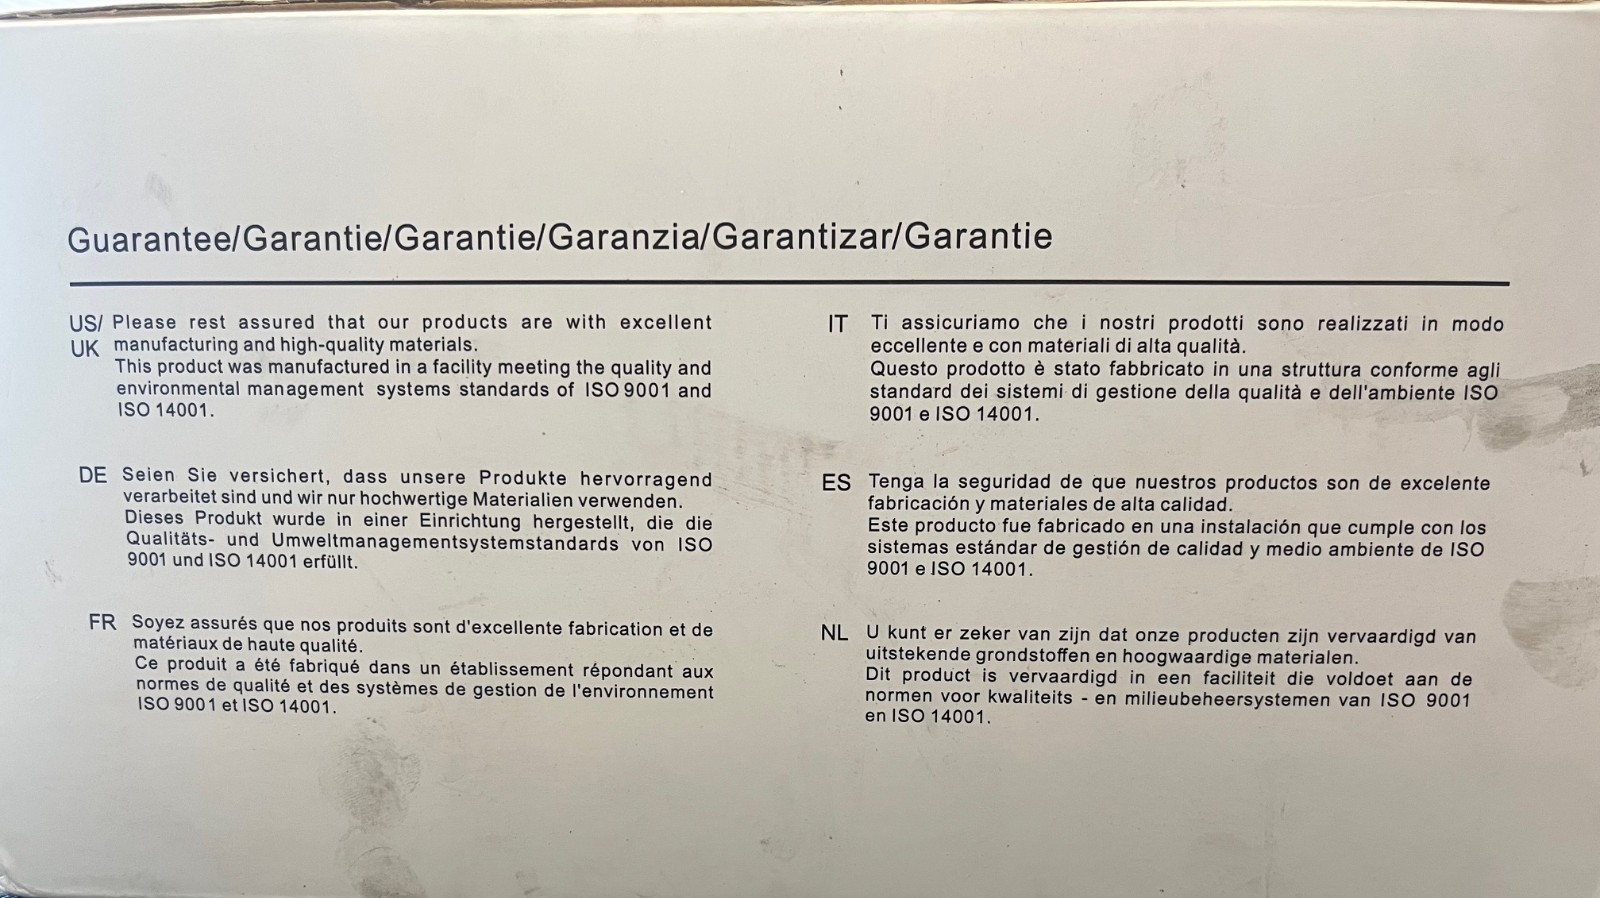 Guarantee/Garantie/Garantie/Garanzia/Garantizar/Garantie
US/ Please rest assured that our products are with excellent
UK manufacturing and high-quality materials.
This product was manufactured in a facility meeting the quality and
environmental management systems standards of ISO 9001 and
ISO 14001.
DE Seien Sie versichert, dass unsere Produkte hervorragend
verarbeitet sind und wir nur hochwertige Materialien verwenden.
Dieses Produkt wurde in einer Einrichtung hergestellt, die die
Qualitäts- und Umweltmanagementsystemstandards von ISO
9001 und ISO 14001 erfüllt.
FR Soyez assurés que nos produits sont d'excellente fabrication et de
matériaux de haute qualité.
Ce produit a été fabriqué dans un établissement répondant aux
normes de qualité et des systèmes de gestion de l'environnement
ISO 9001 et ISO 14001.
IT Ti assicuriamo che i nostri prodotti sono realizzati in modo
eccellente e con materiali di alta qualità.
Questo prodotto è stato fabbricato in una struttura conforme agli
standard dei sistemi di gestione della qualità e dell'ambiente ISO
9001 e ISO 14001.
ES Tenga la seguridad de que nuestros productos son de excelente
fabricación y materiales de alta calidad.
Este producto fue fabricado en una instalación que cumple con los
sistemas estándar de gestión de calidad y medio ambiente de ISO
9001 e ISO 14001.
NL U kunt er zeker van zijn dat onze producten zijn vervaardigd van
uitstekende grondstoffen en hoogwaardige materialen.
Dit product is vervaardigd in een faciliteit die voldoet aan de
normen voor kwaliteits - en milieubeheersystemen van ISO 9001
en ISO 14001.